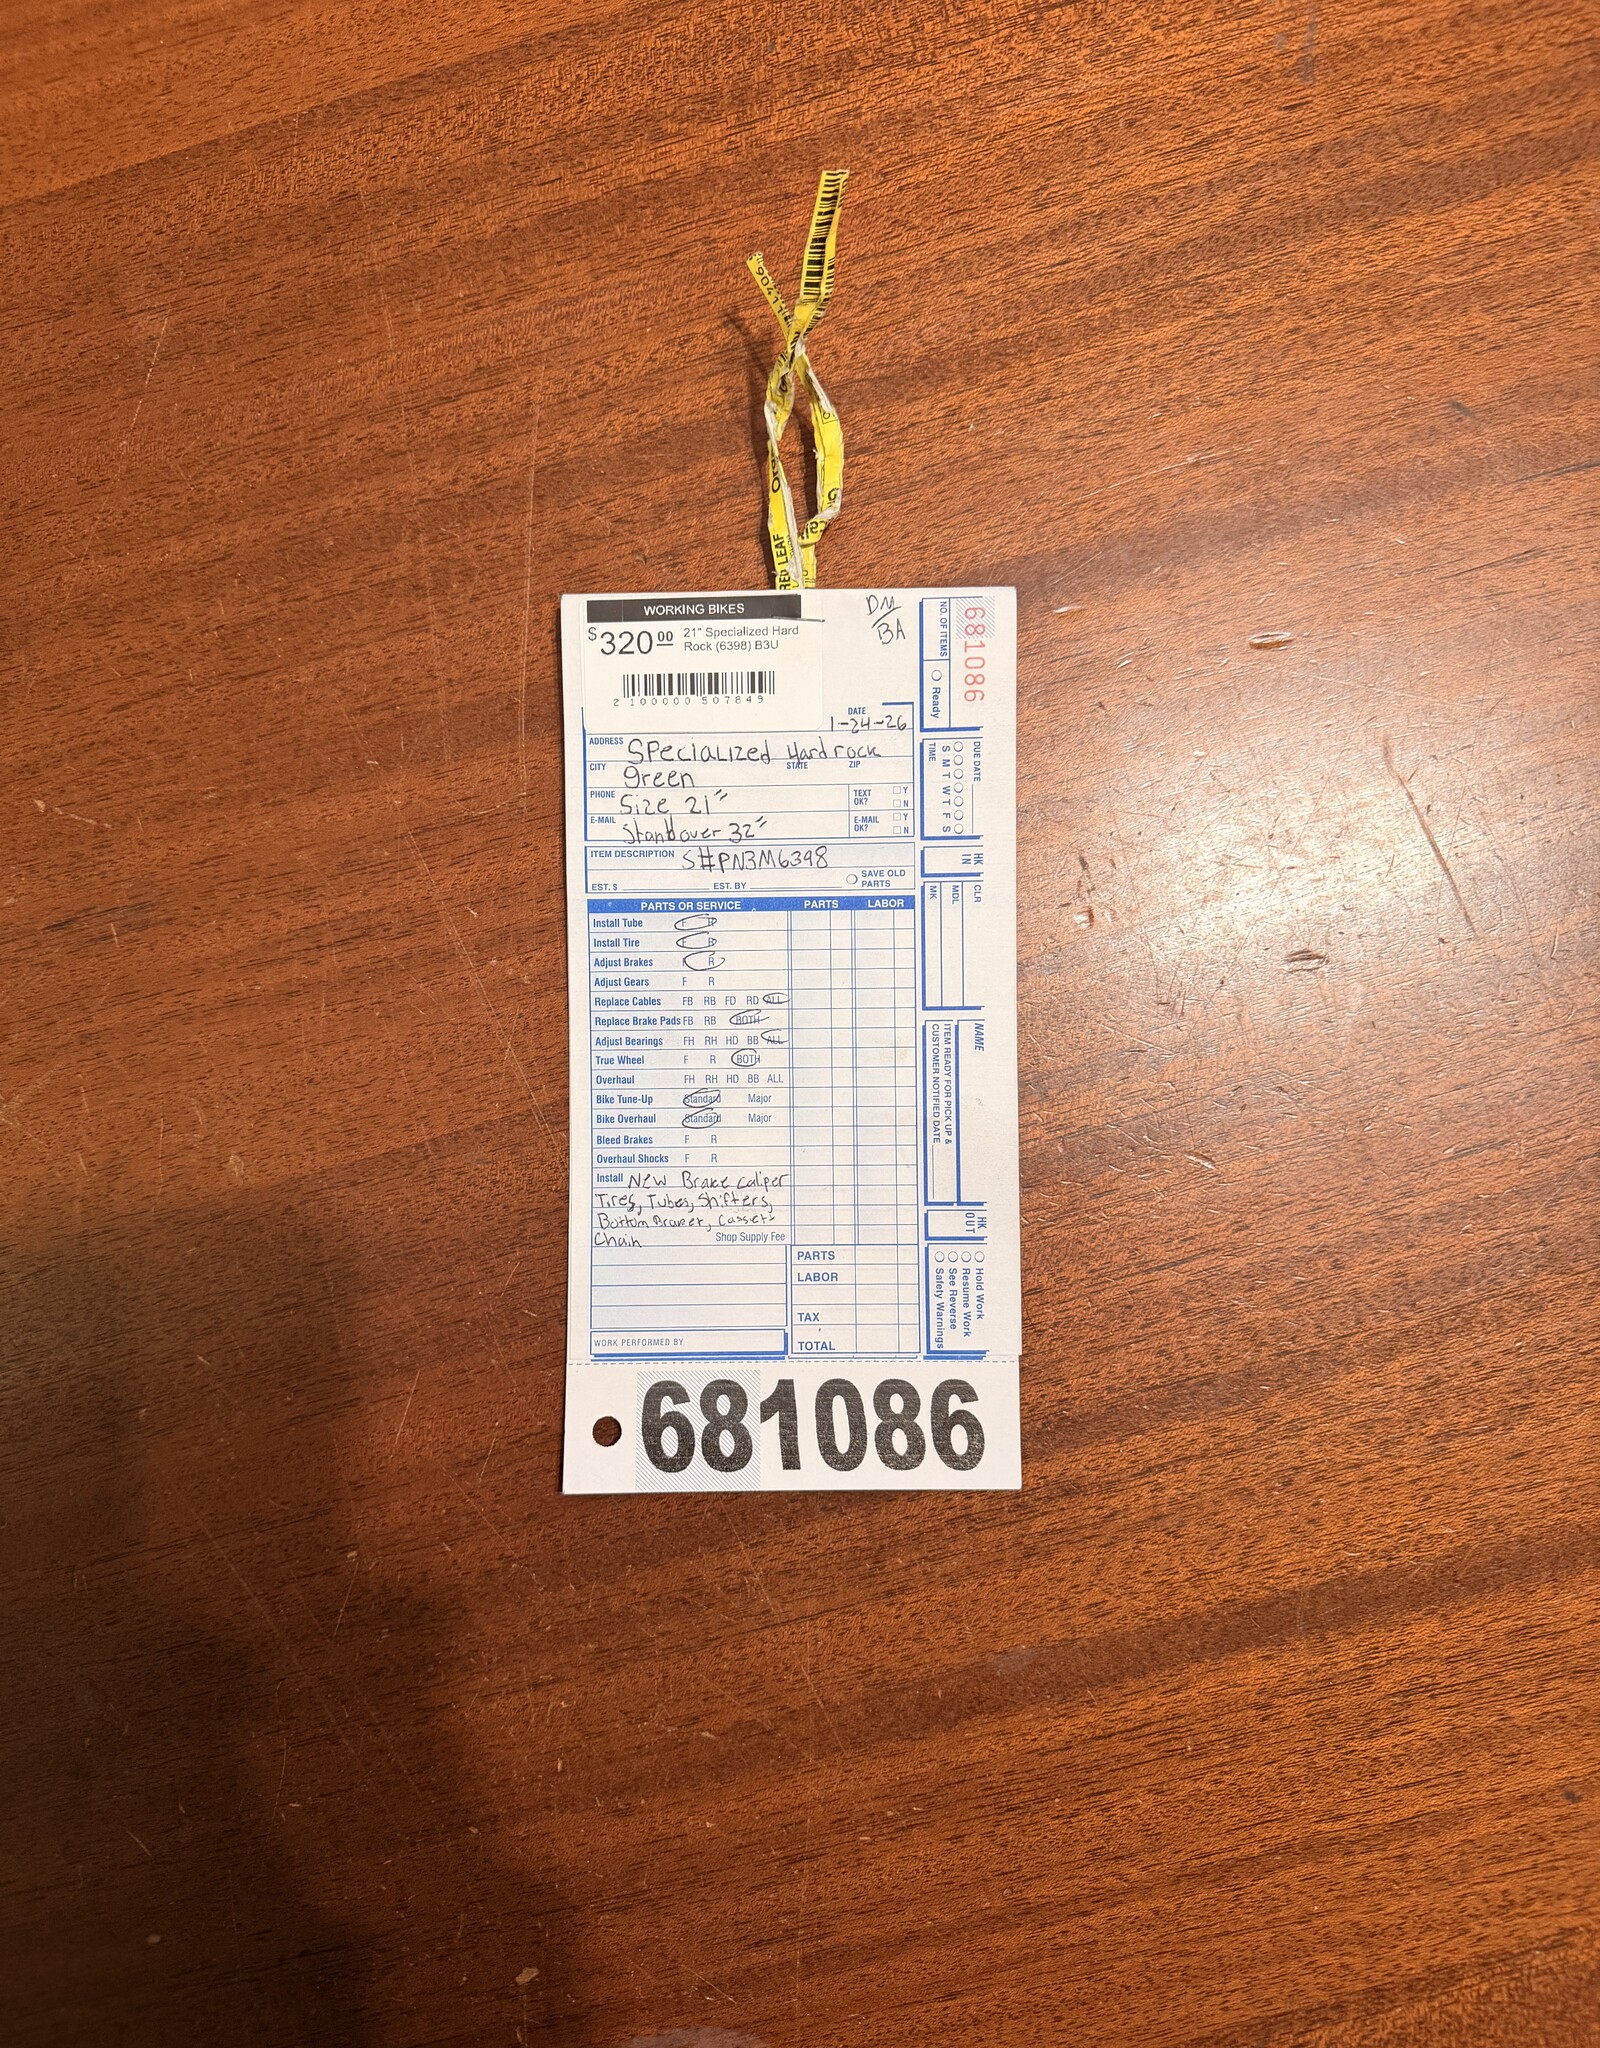 RED LEAF
WORKING BIKES
$320.00 21" Specialized Hard
Rock (6398) B3U
2 100000 507849
DM
BA
DATE
1-24-26
ADDRESS Specialized Hardrock
CITY STATE ZIP
green
PHONE Size 21" TEXT OK? Y N
E-MAIL Standover 32" E-MAIL OK? Y N
ITEM DESCRIPTION S#PN3M6398
EST. $ EST. BY SAVE OLD PARTS
PARTS OR SERVICE PARTS LABOR
Install Tube F R
Install Tire F R
Adjust Brakes F R
Adjust Gears F R
Replace Cables FB RB FD RD ALL
Replace Brake Pads FB RB BOTH
Adjust Bearings FH RH HD BB ALL
True Wheel F R BOTH
Overhaul FH RH HD BB ALL
Bike Tune-Up Standard Major
Bike Overhaul Standard Major
Bleed Brakes F R
Overhaul Shocks F R
Install New Brake caliper
Tires, Tubes, Shifters,
Bottom
Chain Shop Supply Fee
PARTS
LABOR
TAX
WORK PERFORMED BY
TOTAL
681086
NO. OF ITEMS
Ready
DUE DATE
S M T W T F S
TIME
HK IN
CLR
MDL
MK
NAME
ITEM READY FOR PICK UP &
CUSTOMER NOTIFIED DATE
HK OUT
Hold Work
Resume Work
See Reverse
Safety Warnings
681086